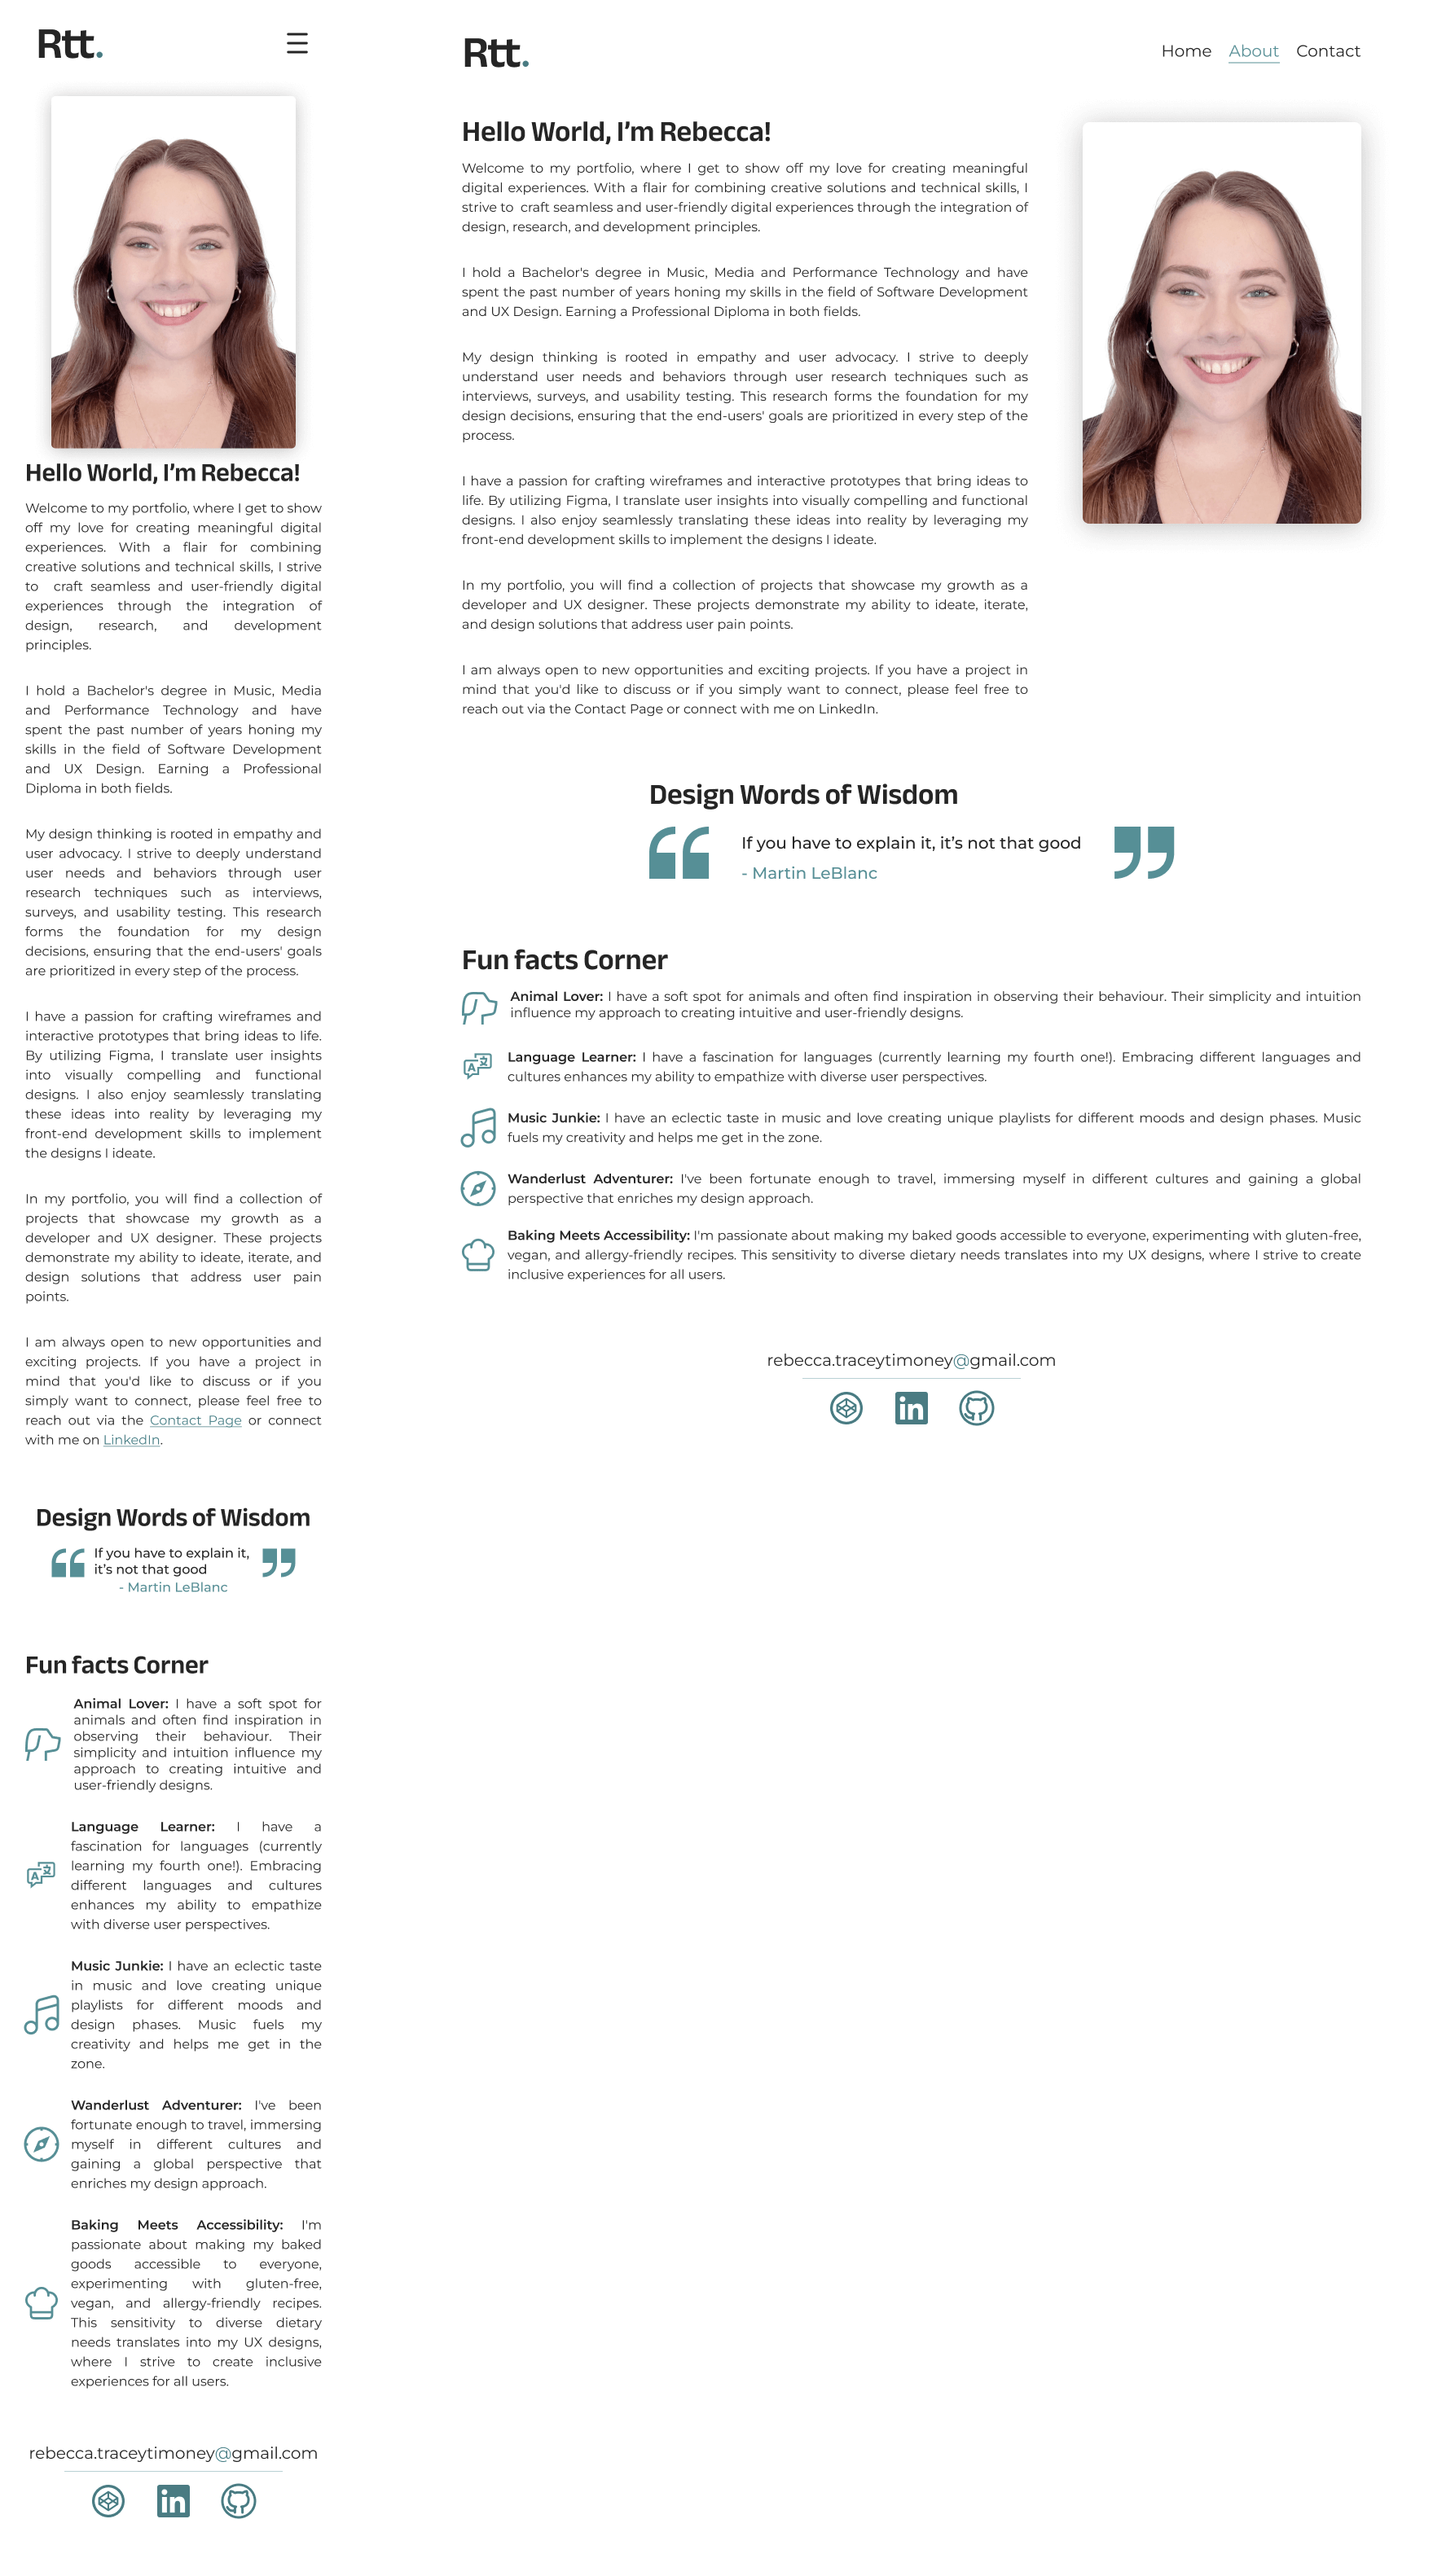 Rtt.
Hello World, I’m Rebecca!
Welcome to my portfolio, where I get to show
off my love for creating meaningful digital
experiences. With a flair for combining
creative solutions and technical skills, I strive
to craft seamless and user-friendly digital
experiences through the integration of
design, research, and development
principles.
I hold a Bachelor's degree in Music, Media
and Performance Technology and have
spent the past number of years honing my
skills in the field of Software Development
and UX Design. Earning a Professional
Diploma in both fields.
My design thinking is rooted in empathy and
user advocacy. I strive to deeply understand
user needs and behaviors through user
research techniques such as interviews,
surveys, and usability testing. This research
forms the foundation for my design
decisions, ensuring that the end-users' goals
are prioritized in every step of the process.
I have a passion for crafting wireframes and
interactive prototypes that bring ideas to life.
By utilizing Figma, I translate user insights
into visually compelling and functional
designs. I also enjoy seamlessly translating
these ideas into reality by leveraging my
front-end development skills to implement
the designs I ideate.
In my portfolio, you will find a collection of
projects that showcase my growth as a
developer and UX designer. These projects
demonstrate my ability to ideate, iterate, and
design solutions that address user pain
points.
I am always open to new opportunities and
exciting projects. If you have a project in
mind that you'd like to discuss or if you
simply want to connect, please feel free to
reach out via the Contact Page or connect
with me on LinkedIn.
Design Words of Wisdom
If you have to explain it,
it’s not that good
- Martin LeBlanc
Fun facts Corner
Animal Lover: I have a soft spot for
animals and often find inspiration in
observing their behaviour. Their
simplicity and intuition influence my
approach to creating intuitive and
user-friendly designs.
Language Learner: I have a
fascination for languages (currently
learning my fourth one!). Embracing
different languages and cultures
enhances my ability to empathize
with diverse user perspectives.
Music Junkie: I have an eclectic taste
in music and love creating unique
playlists for different moods and
design phases. Music fuels my
creativity and helps me get in the
zone.
Wanderlust Adventurer: I've been
fortunate enough to travel, immersing
myself in different cultures and
gaining a global perspective that
enriches my design approach.
Baking Meets Accessibility: I'm
passionate about making my baked
goods accessible to everyone,
experimenting with gluten-free,
vegan, and allergy-friendly recipes.
This sensitivity to diverse dietary
needs translates into my UX designs,
where I strive to create inclusive
experiences for all users.
rebecca.traceytimoney@gmail.com
in
Rtt.
Home About Contact
Hello World, I’m Rebecca!
Welcome to my portfolio, where I get to show off my love for creating meaningful
digital experiences. With a flair for combining creative solutions and technical skills, I
strive to craft seamless and user-friendly digital experiences through the integration of
design, research, and development principles.
I hold a Bachelor's degree in Music, Media and Performance Technology and have
spent the past number of years honing my skills in the field of Software Development
and UX Design. Earning a Professional Diploma in both fields.
My design thinking is rooted in empathy and user advocacy. I strive to deeply
understand user needs and behaviors through user research techniques such as
interviews, surveys, and usability testing. This research forms the foundation for my
design decisions, ensuring that the end-users' goals are prioritized in every step of the
process.
I have a passion for crafting wireframes and interactive prototypes that bring ideas to
life. By utilizing Figma, I translate user insights into visually compelling and functional
designs. I also enjoy seamlessly translating these ideas into reality by leveraging my
front-end development skills to implement the designs I ideate.
In my portfolio, you will find a collection of projects that showcase my growth as a
developer and UX designer. These projects demonstrate my ability to ideate, iterate,
and design solutions that address user pain points.
I am always open to new opportunities and exciting projects. If you have a project in
mind that you'd like to discuss or if you simply want to connect, please feel free to
reach out via the Contact Page or connect with me on LinkedIn.
Design Words of Wisdom
If you have to explain it, it’s not that good
- Martin LeBlanc
Fun facts Corner
Animal Lover: I have a soft spot for animals and often find inspiration in observing their behaviour. Their simplicity and intuition
influence my approach to creating intuitive and user-friendly designs.
Language Learner: I have a fascination for languages (currently learning my fourth one!). Embracing different languages and
cultures enhances my ability to empathize with diverse user perspectives.
Music Junkie: I have an eclectic taste in music and love creating unique playlists for different moods and design phases. Music
fuels my creativity and helps me get in the zone.
Wanderlust Adventurer: I've been fortunate enough to travel, immersing myself in different cultures and gaining a global
perspective that enriches my design approach.
Baking Meets Accessibility: I'm passionate about making my baked goods accessible to everyone, experimenting with gluten-free,
vegan, and allergy-friendly recipes. This sensitivity to diverse dietary needs translates into my UX designs, where I strive to create
inclusive experiences for all users.
rebecca.traceytimoney@gmail.com
in